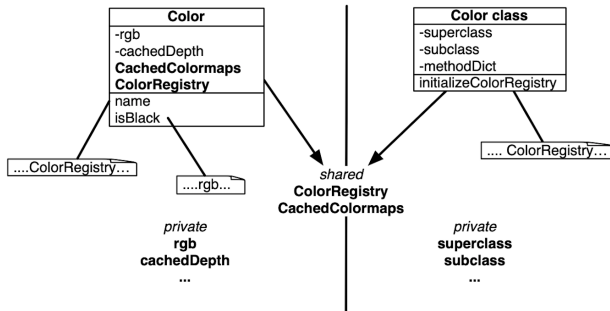 Color
-rgb
-cachedDepth
CachedColormaps
ColorRegistry
name
isBlack
....ColorRegistry...
....rgb...
private
rgb
cachedDepth
...
shared
ColorRegistry
CachedColormaps
Color class
-superclass
-subclass
-methodDict
initializeColorRegistry
.... ColorRegistry...
private
superclass
subclass
...